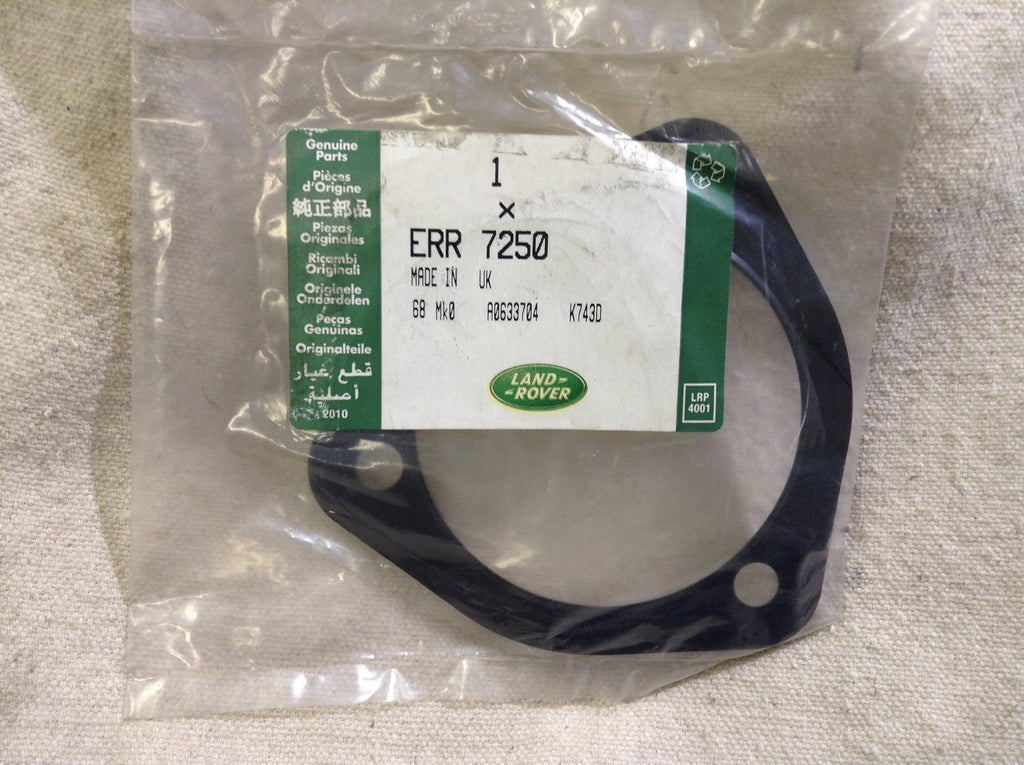 Genuine
Parts
Pièces
d'Origine
純正部品
Piezas
Originales
Ricambi
Originali
Originele
Onderdelen
Peças
Genuinas
Originalteile
قطع غيار
أصلية
2010
1
×
ERR 7250
MADE IN UK
68 Mk0 A0633704 K743D
LAND-
-ROVER
LRP
4001